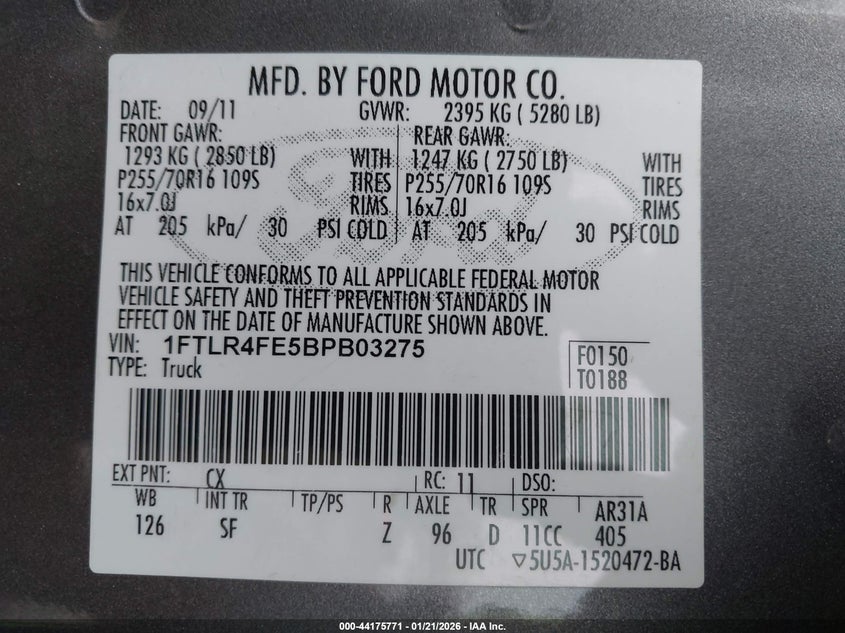 MFD. BY FORD MOTOR CO.
DATE: 09/11 GVWR: 2395 KG ( 5280 LB)
FRONT GAWR: REAR GAWR:
1293 KG ( 2850 LB) WITH 1247 KG ( 2750 LB) WITH
P255/70R16 109S TIRES P255/70R16 109S TIRES
16x7.0J RIMS 16x7.0J RIMS
AT 205 kPa/ 30 PSI COLD AT 205 kPa/ 30 PSI COLD
Ford
THIS VEHICLE CONFORMS TO ALL APPLICABLE FEDERAL MOTOR
VEHICLE SAFETY AND THEFT PREVENTION STANDARDS IN
EFFECT ON THE DATE OF MANUFACTURE SHOWN ABOVE.
VIN: 1FTLR4FE5BPB03275 F0150
TYPE: Truck T0188
EXT PNT: CX RC: 11 DSO:
WB INT TR TP/PS R AXLE TR SPR AR31A
126 SF Z 96 D 11CC 405
UTC ▽5U5A-1520472-BA
000-44175771 - 01/21/2026 - IAA Inc.